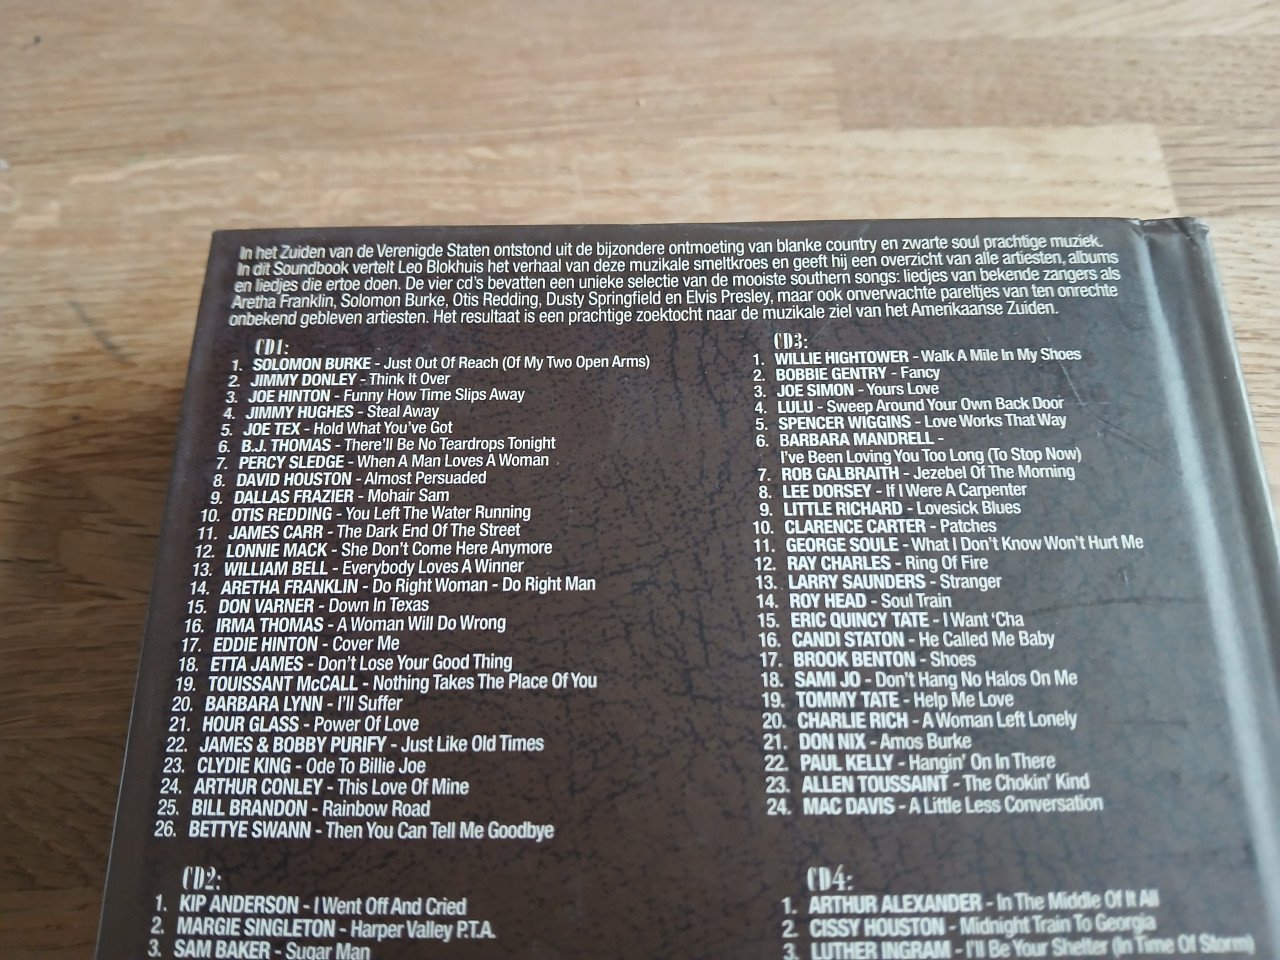 In het Zuiden van de Verenigde Staten ontstond uit de bijzondere ontmoeting van blanke country en zwarte soul prachtige muziek.
In dit Soundbook vertelt Leo Blokhuis het verhaal van deze muzikale smeltkroes en geeft hij een overzicht van alle artiesten, albums
en liedjes die ertoe doen. De vier cd's bevatten een unieke selectie van de mooiste southern songs: liedjes van bekende zangers als
Aretha Franklin, Solomon Burke, Otis Redding, Dusty Springfield en Elvis Presley, maar ook onverwachte pareltjes van ten onrechte
onbekend gebleven artiesten. Het resultaat is een prachtige zoektocht naar de muzikale ziel van het Amerikaanse Zuiden.
CD1:
1. SOLOMON BURKE - Just Out Of Reach (Of My Two Open Arms)
2. JIMMY DONLEY - Think It Over
3. JOE HINTON - Funny How Time Slips Away
4. JIMMY HUGHES - Steal Away
5. JOE TEX - Hold What You've Got
6. B.J. THOMAS - There'll Be No Teardrops Tonight
7. PERCY SLEDGE - When A Man Loves A Woman
8. DAVID HOUSTON - Almost Persuaded
9. DALLAS FRAZIER - Mohair Sam
10. OTIS REDDING - You Left The Water Running
11. JAMES CARR - The Dark End Of The Street
12. LONNIE MACK - She Don't Come Here Anymore
13. WILLIAM BELL - Everybody Loves A Winner
14. ARETHA FRANKLIN - Do Right Woman - Do Right Man
15. DON VARNER - Down In Texas
16. IRMA THOMAS - A Woman Will Do Wrong
17. EDDIE HINTON - Cover Me
18. ETTA JAMES - Don't Lose Your Good Thing
19. TOUISSANT McCALL - Nothing Takes The Place Of You
20. BARBARA LYNN - I'll Suffer
21. HOUR GLASS - Power Of Love
22. JAMES & BOBBY PURIFY - Just Like Old Times
23. CLYDIE KING - Ode To Billie Joe
24. ARTHUR CONLEY - This Love Of Mine
25. BILL BRANDON - Rainbow Road
26. BETTYE SWANN - Then You Can Tell Me Goodbye
CD2:
1. KIP ANDERSON - I Went Off And Cried
2. MARGIE SINGLETON - Harper Valley P.T.A.
3. SAM BAKER - Sugar Man
CD3:
1. WILLIE HIGHTOWER - Walk A Mile In My Shoes
2. BOBBIE GENTRY - Fancy
3. JOE SIMON - Yours Love
4. LULU - Sweep Around Your Own Back Door
5. SPENCER WIGGINS - Love Works That Way
6. BARBARA MANDRELL -
I've Been Loving You Too Long (To Stop Now)
7. ROB GALBRAITH - Jezebel Of The Morning
8. LEE DORSEY - If I Were A Carpenter
9. LITTLE RICHARD - Lovesick Blues
10. CLARENCE CARTER - Patches
11. GEORGE SOULE - What I Don't Know Won't Hurt Me
12. RAY CHARLES - Ring Of Fire
13. LARRY SAUNDERS - Stranger
14. ROY HEAD - Soul Train
15. ERIC QUINCY TATE - I Want 'Cha
16. CANDI STATON - He Called Me Baby
17. BROOK BENTON - Shoes
18. SAMI JO - Don't Hang No Halos On Me
19. TOMMY TATE - Help Me Love
20. CHARLIE RICH - A Woman Left Lonely
21. DON NIX - Amos Burke
22. PAUL KELLY - Hangin' On In There
23. ALLEN TOUSSAINT - The Chokin' Kind
24. MAC DAVIS - A Little Less Conversation
CD4:
1. ARTHUR ALEXANDER - In The Middle Of It All
2. CISSY HOUSTON - Midnight Train To Georgia
3. LUTHER INGRAM - I'll Be Your Shelter (In Time Of Storm)